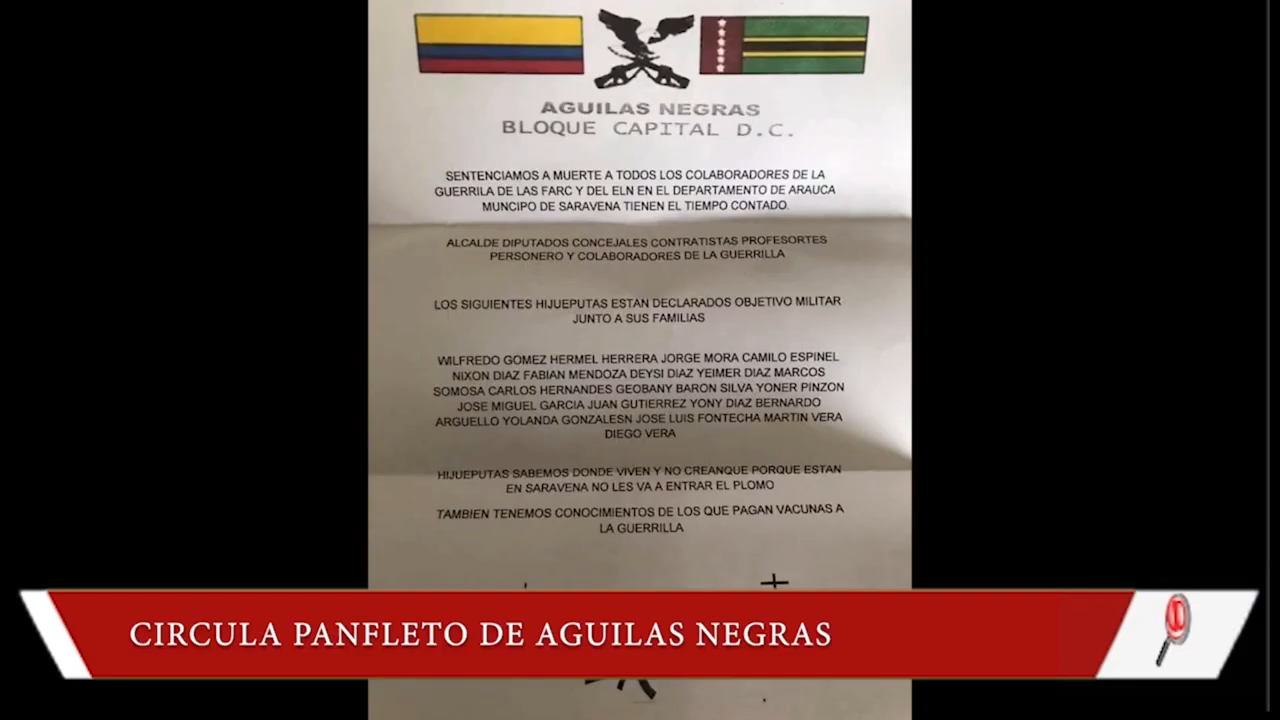 AGUILAS NEGRAS
BLOQUE CAPITAL D.C.
SENTENCIAMOS A MUERTE A TODOS LOS COLABORADORES DE LA
GUERRILA DE LAS FARC Y DEL ELN EN EL DEPARTAMENTO DE ARAUCA
MUNCIPO DE SARAVENA TIENEN EL TIEMPO CONTADO.
ALCALDE DIPUTADOS CONCEJALES CONTRATISTAS PROFESORTES
PERSONERO Y COLABORADORES DE LA GUERRILLA
LOS SIGUIENTES HIJUEPUTAS ESTAN DECLARADOS OBJETIVO MILITAR
JUNTO A SUS FAMILIAS
WILFREDO GOMEZ HERMEL HERRERA JORGE MORA CAMILO ESPINEL
NIXON DIAZ FABIAN MENDOZA DEYSI DIAZ YEIMER DIAZ MARCOS
SOMOSA CARLOS HERNANDES GEOBANY BARON SILVA YONER PINZON
JOSE MIGUEL GARCIA JUAN GUTIERREZ YONY DIAZ BERNARDO
ARGUELLO YOLANDA GONZALESN JOSE LUIS FONTECHA MARTIN VERA
DIEGO VERA
HIJUEPUTAS SABEMOS DONDE VIVEN Y NO CREANQUE PORQUE ESTAN
EN SARAVENA NO LES VA A ENTRAR EL PLOMO
TAMBIEN TENEMOS CONOCIMIENTOS DE LOS QUE PAGAN VACUNAS A
LA GUERRILLA
CIRCULA PANFLETO DE AGUILAS NEGRAS